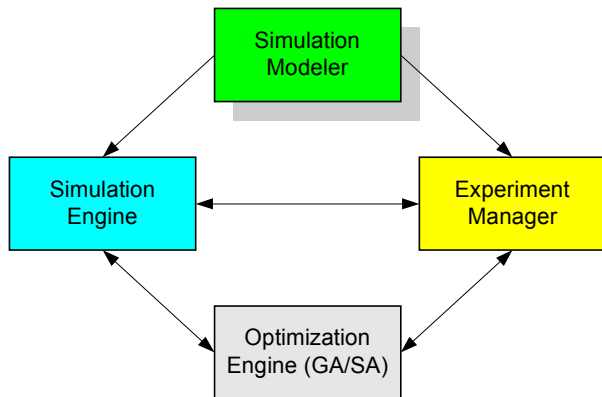 Simulation
Modeler
Simulation
Engine
Experiment
Manager
Optimization
Engine (GA/SA)